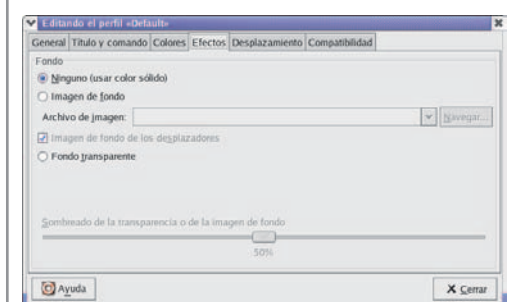 Editando el perfil «Default»
General Título y comando Colores Efectos Desplazamiento Compatibilidad
Fondo
Ninguno (usar color sólido)
Imagen de fondo
Archivo de imagen: Navegar...
Imagen de fondo de los desplazadores
Fondo transparente
Sombreado de la transparencia o de la imagen de fondo
50%
Ayuda Cerrar